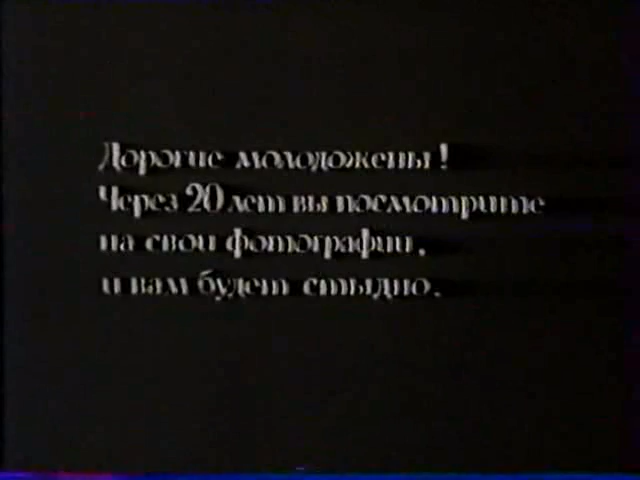 Дорогие молодожены!
Через 20 лет вы посмотрите
на свои фотографии,
и вам будет стыдно.